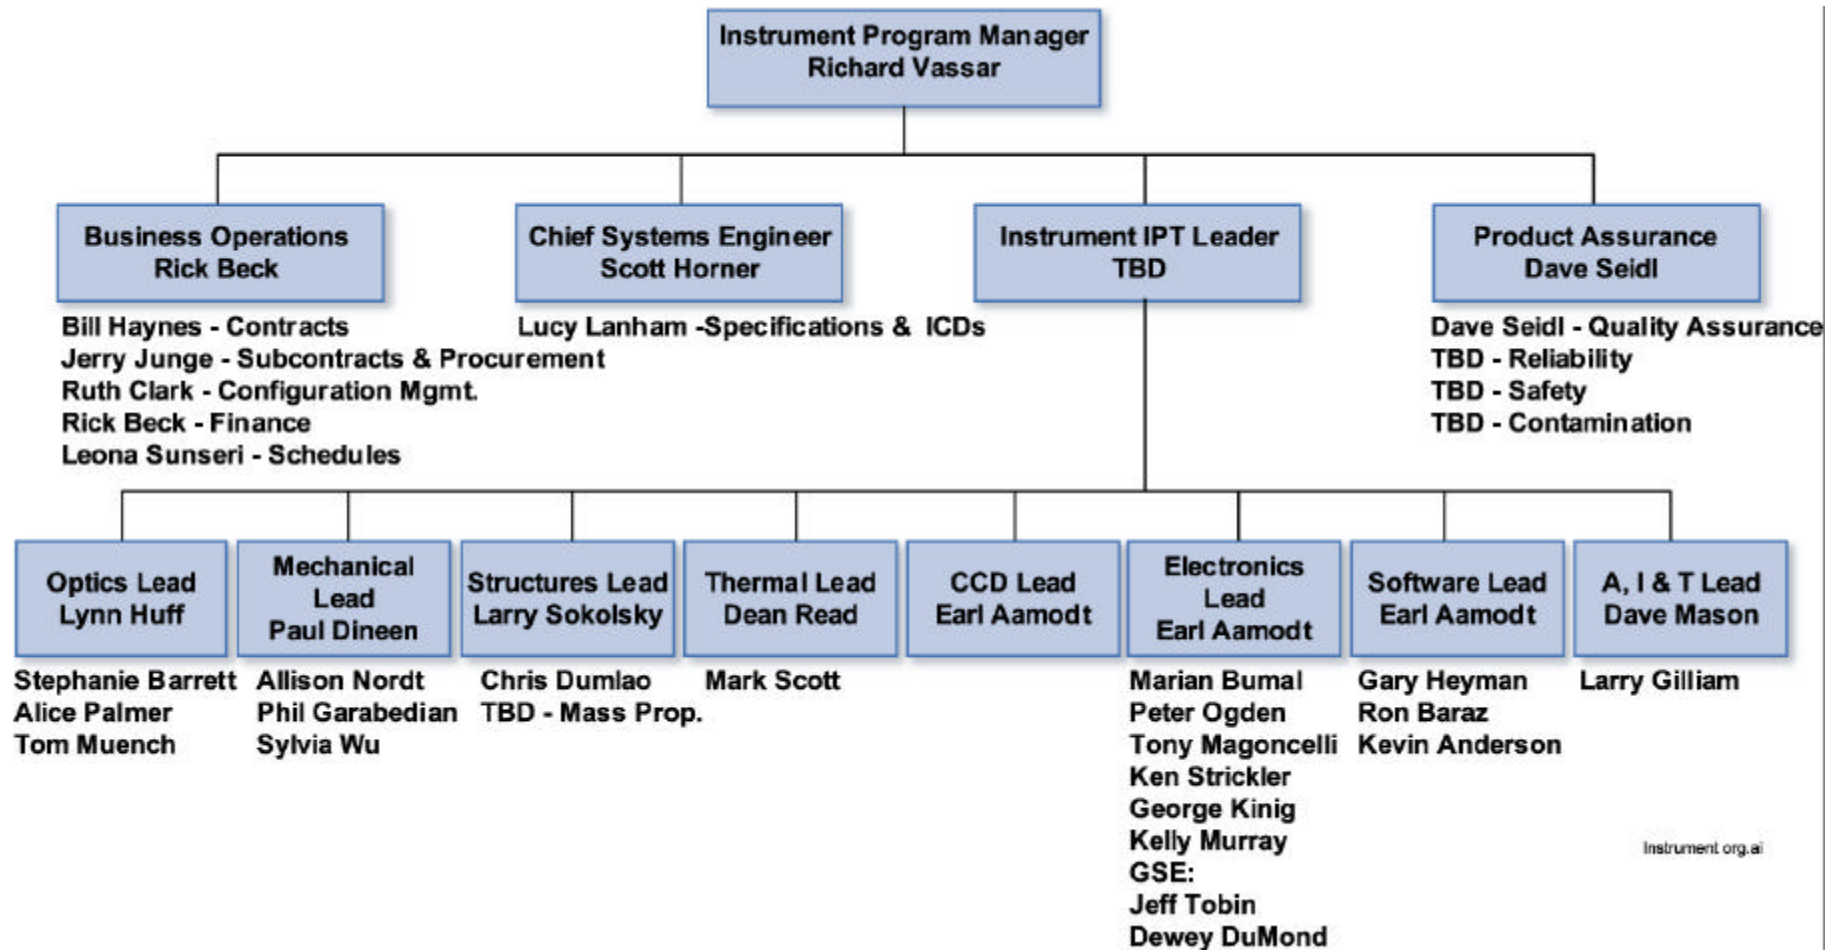 Instrument Program Manager
Richard Vassar
Business Operations
Rick Beck
Bill Haynes - Contracts
Jerry Junge - Subcontracts & Procurement
Ruth Clark - Configuration Mgmt.
Rick Beck - Finance
Leona Sunseri - Schedules
Chief Systems Engineer
Scott Horner
Lucy Lanham -Specifications & ICDs
Instrument IPT Leader
TBD
Product Assurance
Dave Seidl
Dave Seidl - Quality Assurance
TBD - Reliability
TBD - Safety
TBD - Contamination
Optics Lead
Lynn Huff
Stephanie Barrett
Alice Palmer
Tom Muench
Mechanical
Lead
Paul Dineen
Allison Nordt
Phil Garabedian
Sylvia Wu
Structures Lead
Larry Sokolsky
Chris Dumlao
TBD - Mass Prop.
Thermal Lead
Dean Read
Mark Scott
CCD Lead
Earl Aamodt
Electronics
Lead
Earl Aamodt
Marian Bumal
Peter Ogden
Tony Magoncelli
Ken Strickler
George Kinig
Kelly Murray
GSE:
Jeff Tobin
Dewey DuMond
Software Lead
Earl Aamodt
Gary Heyman
Ron Baraz
Kevin Anderson
A, I & T Lead
Dave Mason
Larry Gilliam
Instrument org.ai